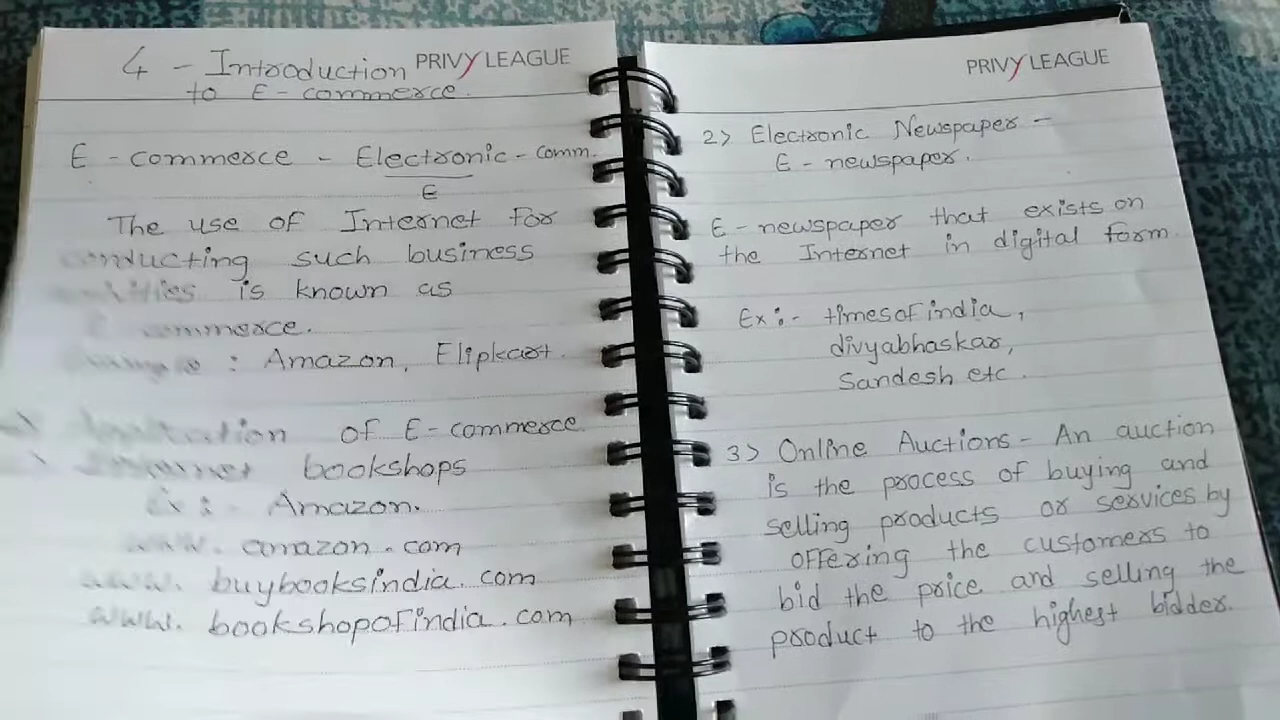 4 - Introduction PRIVY LEAGUE
to E-commerce.
E - commerce - Electronic - comm.
E
The use of Internet for
conducting such business
is known as
commerce.
: Amazon, Flipkart.
Application of E-commerce
bookshops
Ex : - Amazon.
www. amazon.com
www. buybooksindia.com
www. bookshopofindia.com
PRIVY LEAGUE
2> Electronic Newspaper -
E - newspaper.
E - newspaper that exists on
the Internet in digital form.
Ex :- timesofindia,
divyabhaskar,
Sandesh etc.
3> Online Auctions - An auction
is the process of buying and
selling products or services by
offering the customers to
bid the price and selling the
product to the highest bidder.